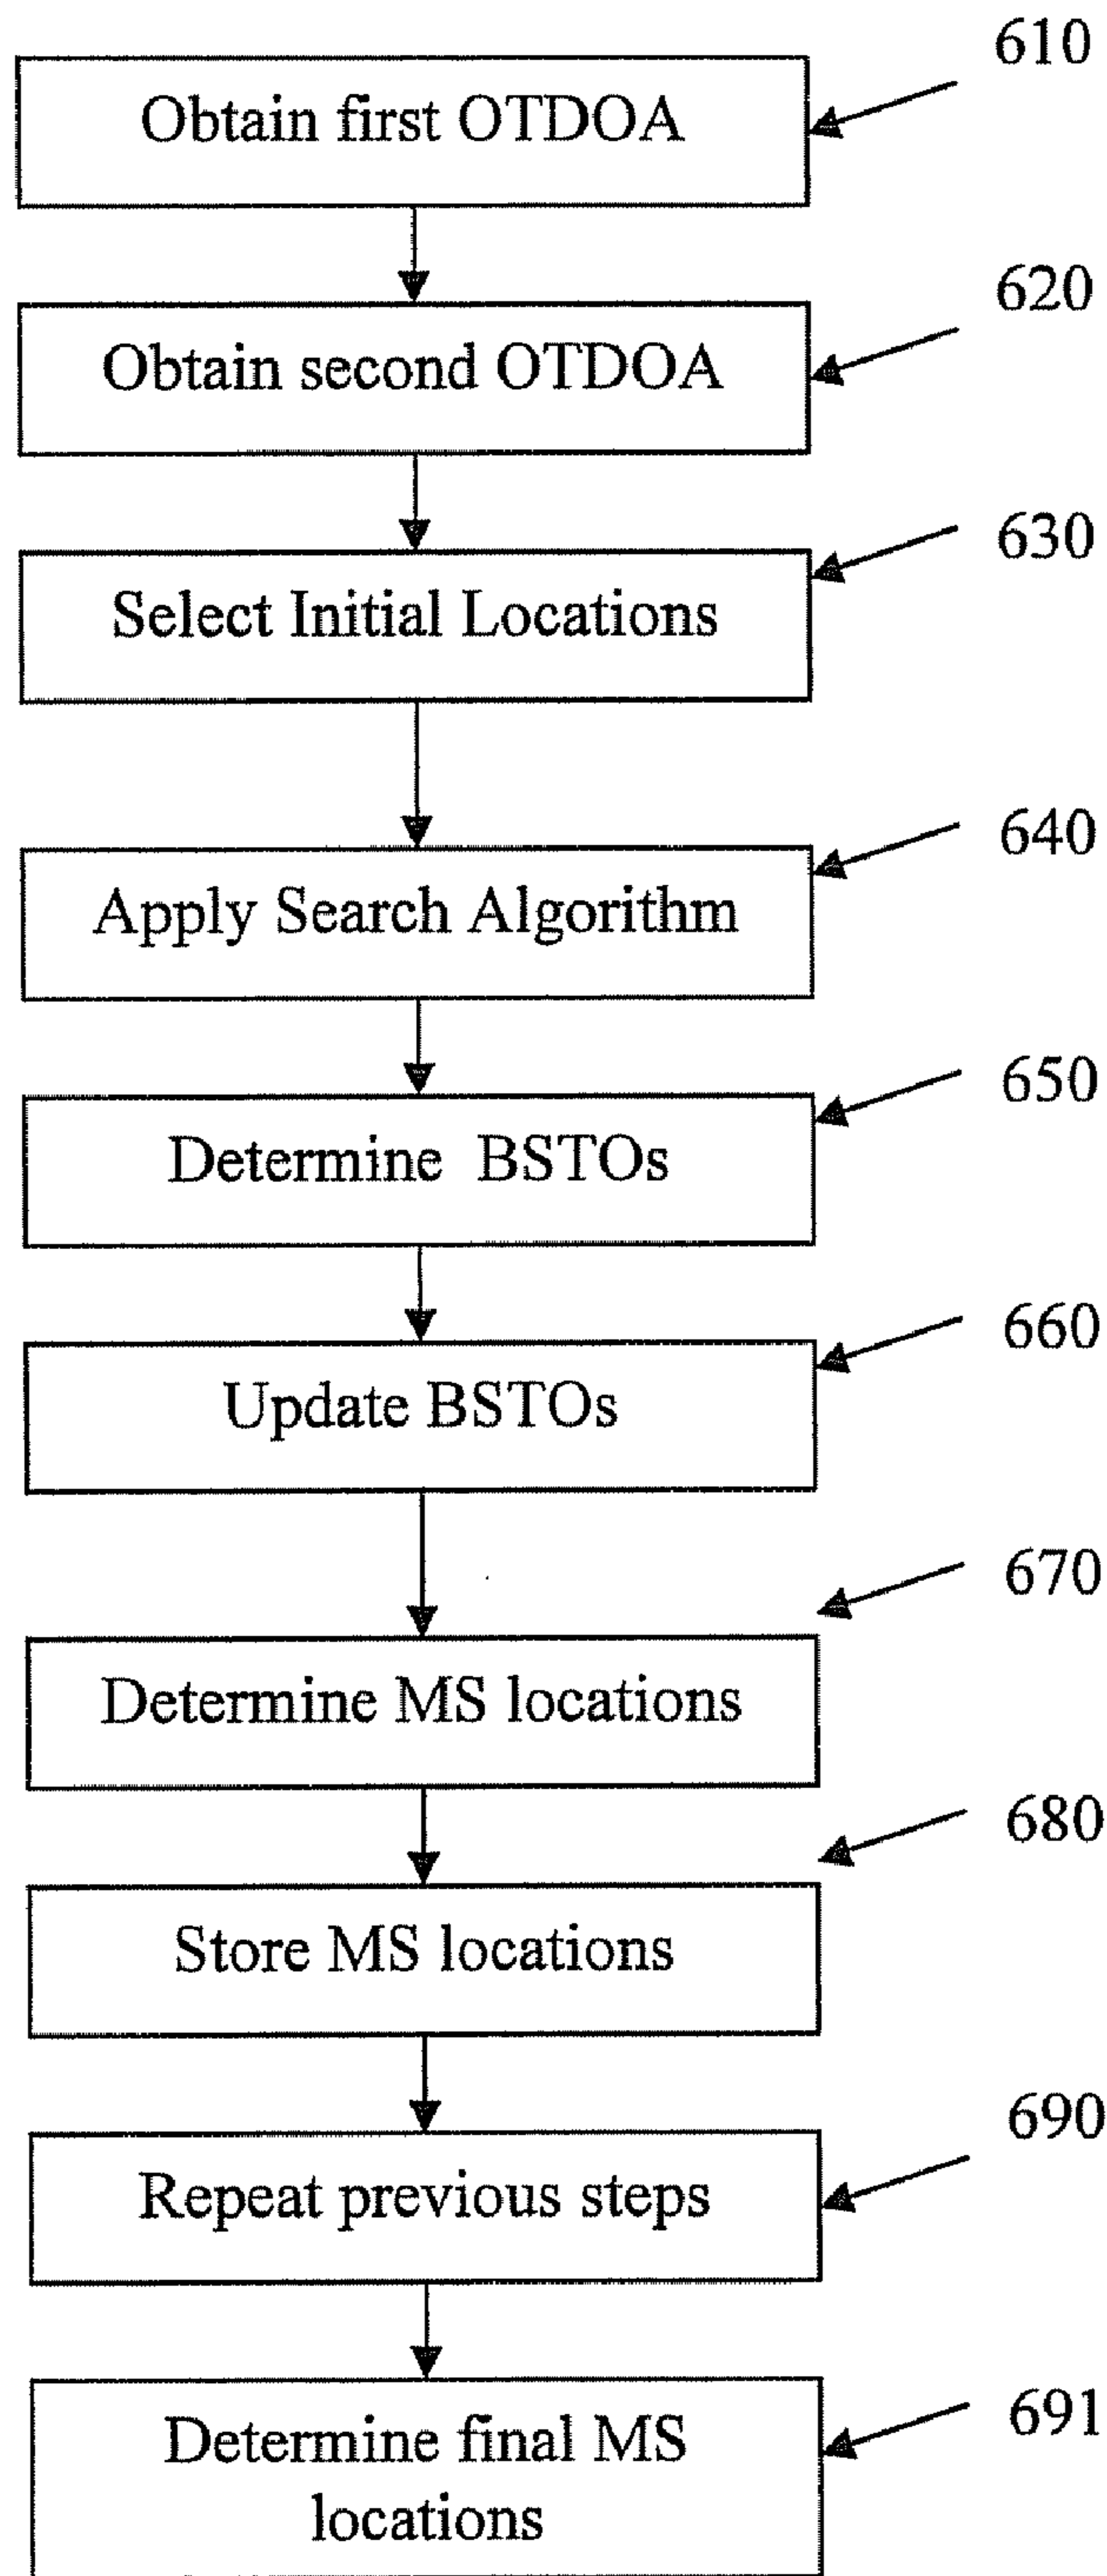 610
Obtain first OTDOA
620
Obtain second OTDOA
630
Select Initial Locations
640
Apply Search Algorithm
650
Determine BSTOs
660
Update BSTOs
670
Determine MS locations
680
Store MS locations
690
Repeat previous steps
691
Determine final MS
locations